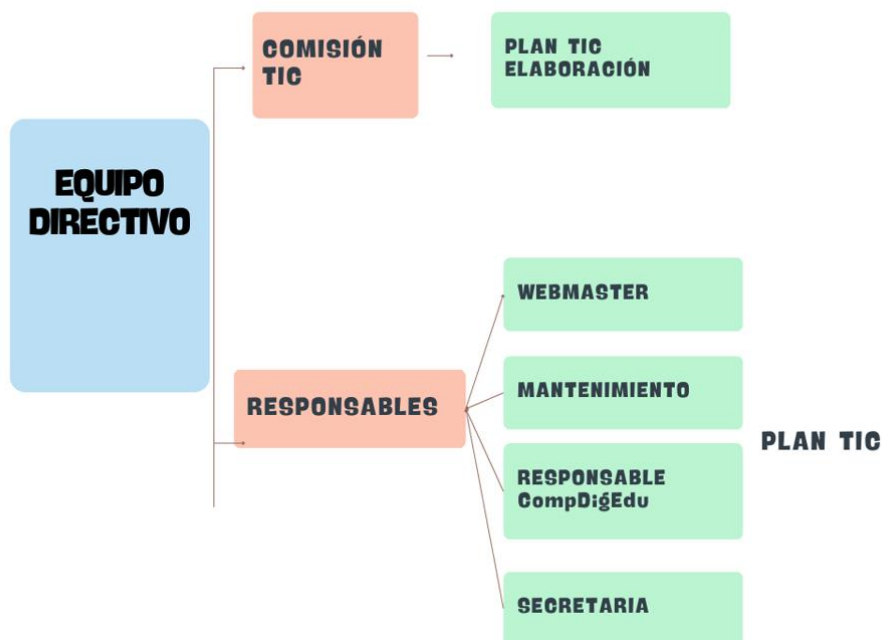 COMISIÓN
TIC
PLAN TIC
ELABORACIÓN
EQUIPO
DIRECTIVO
WEBMASTER
MANTENIMIENTO
RESPONSABLES
PLAN TIC
RESPONSABLE
CompDigEdu
SECRETARIA